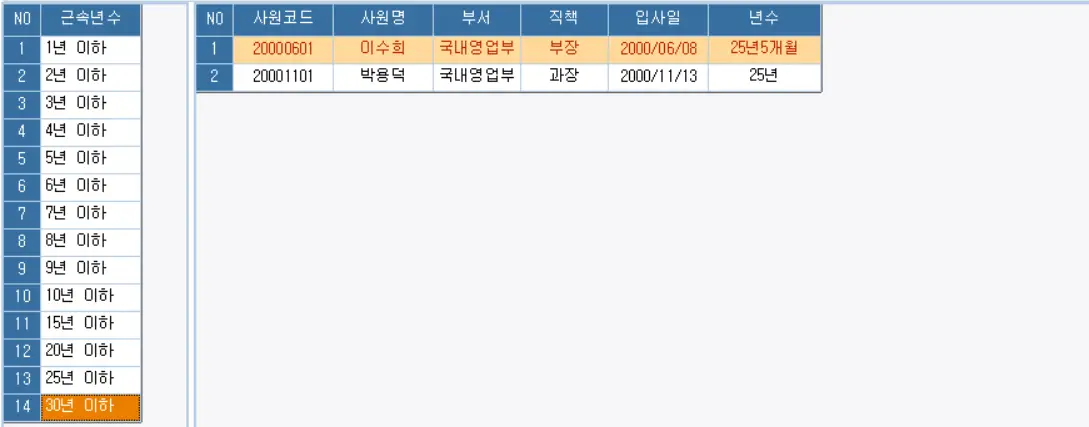 NO 근속년수
1 1년 이하
2 2년 이하
3 3년 이하
4 4년 이하
5 5년 이하
6 6년 이하
7 7년 이하
8 8년 이하
9 9년 이하
10 10년 이하
11 15년 이하
12 20년 이하
13 25년 이하
14 30년 이하
NO 사원코드 사원명 부서 직책 입사일 년수
1 20000601 이수희 국내영업부 부장 2000/06/08 25년5개월
2 20001101 박용덕 국내영업부 과장 2000/11/13 25년